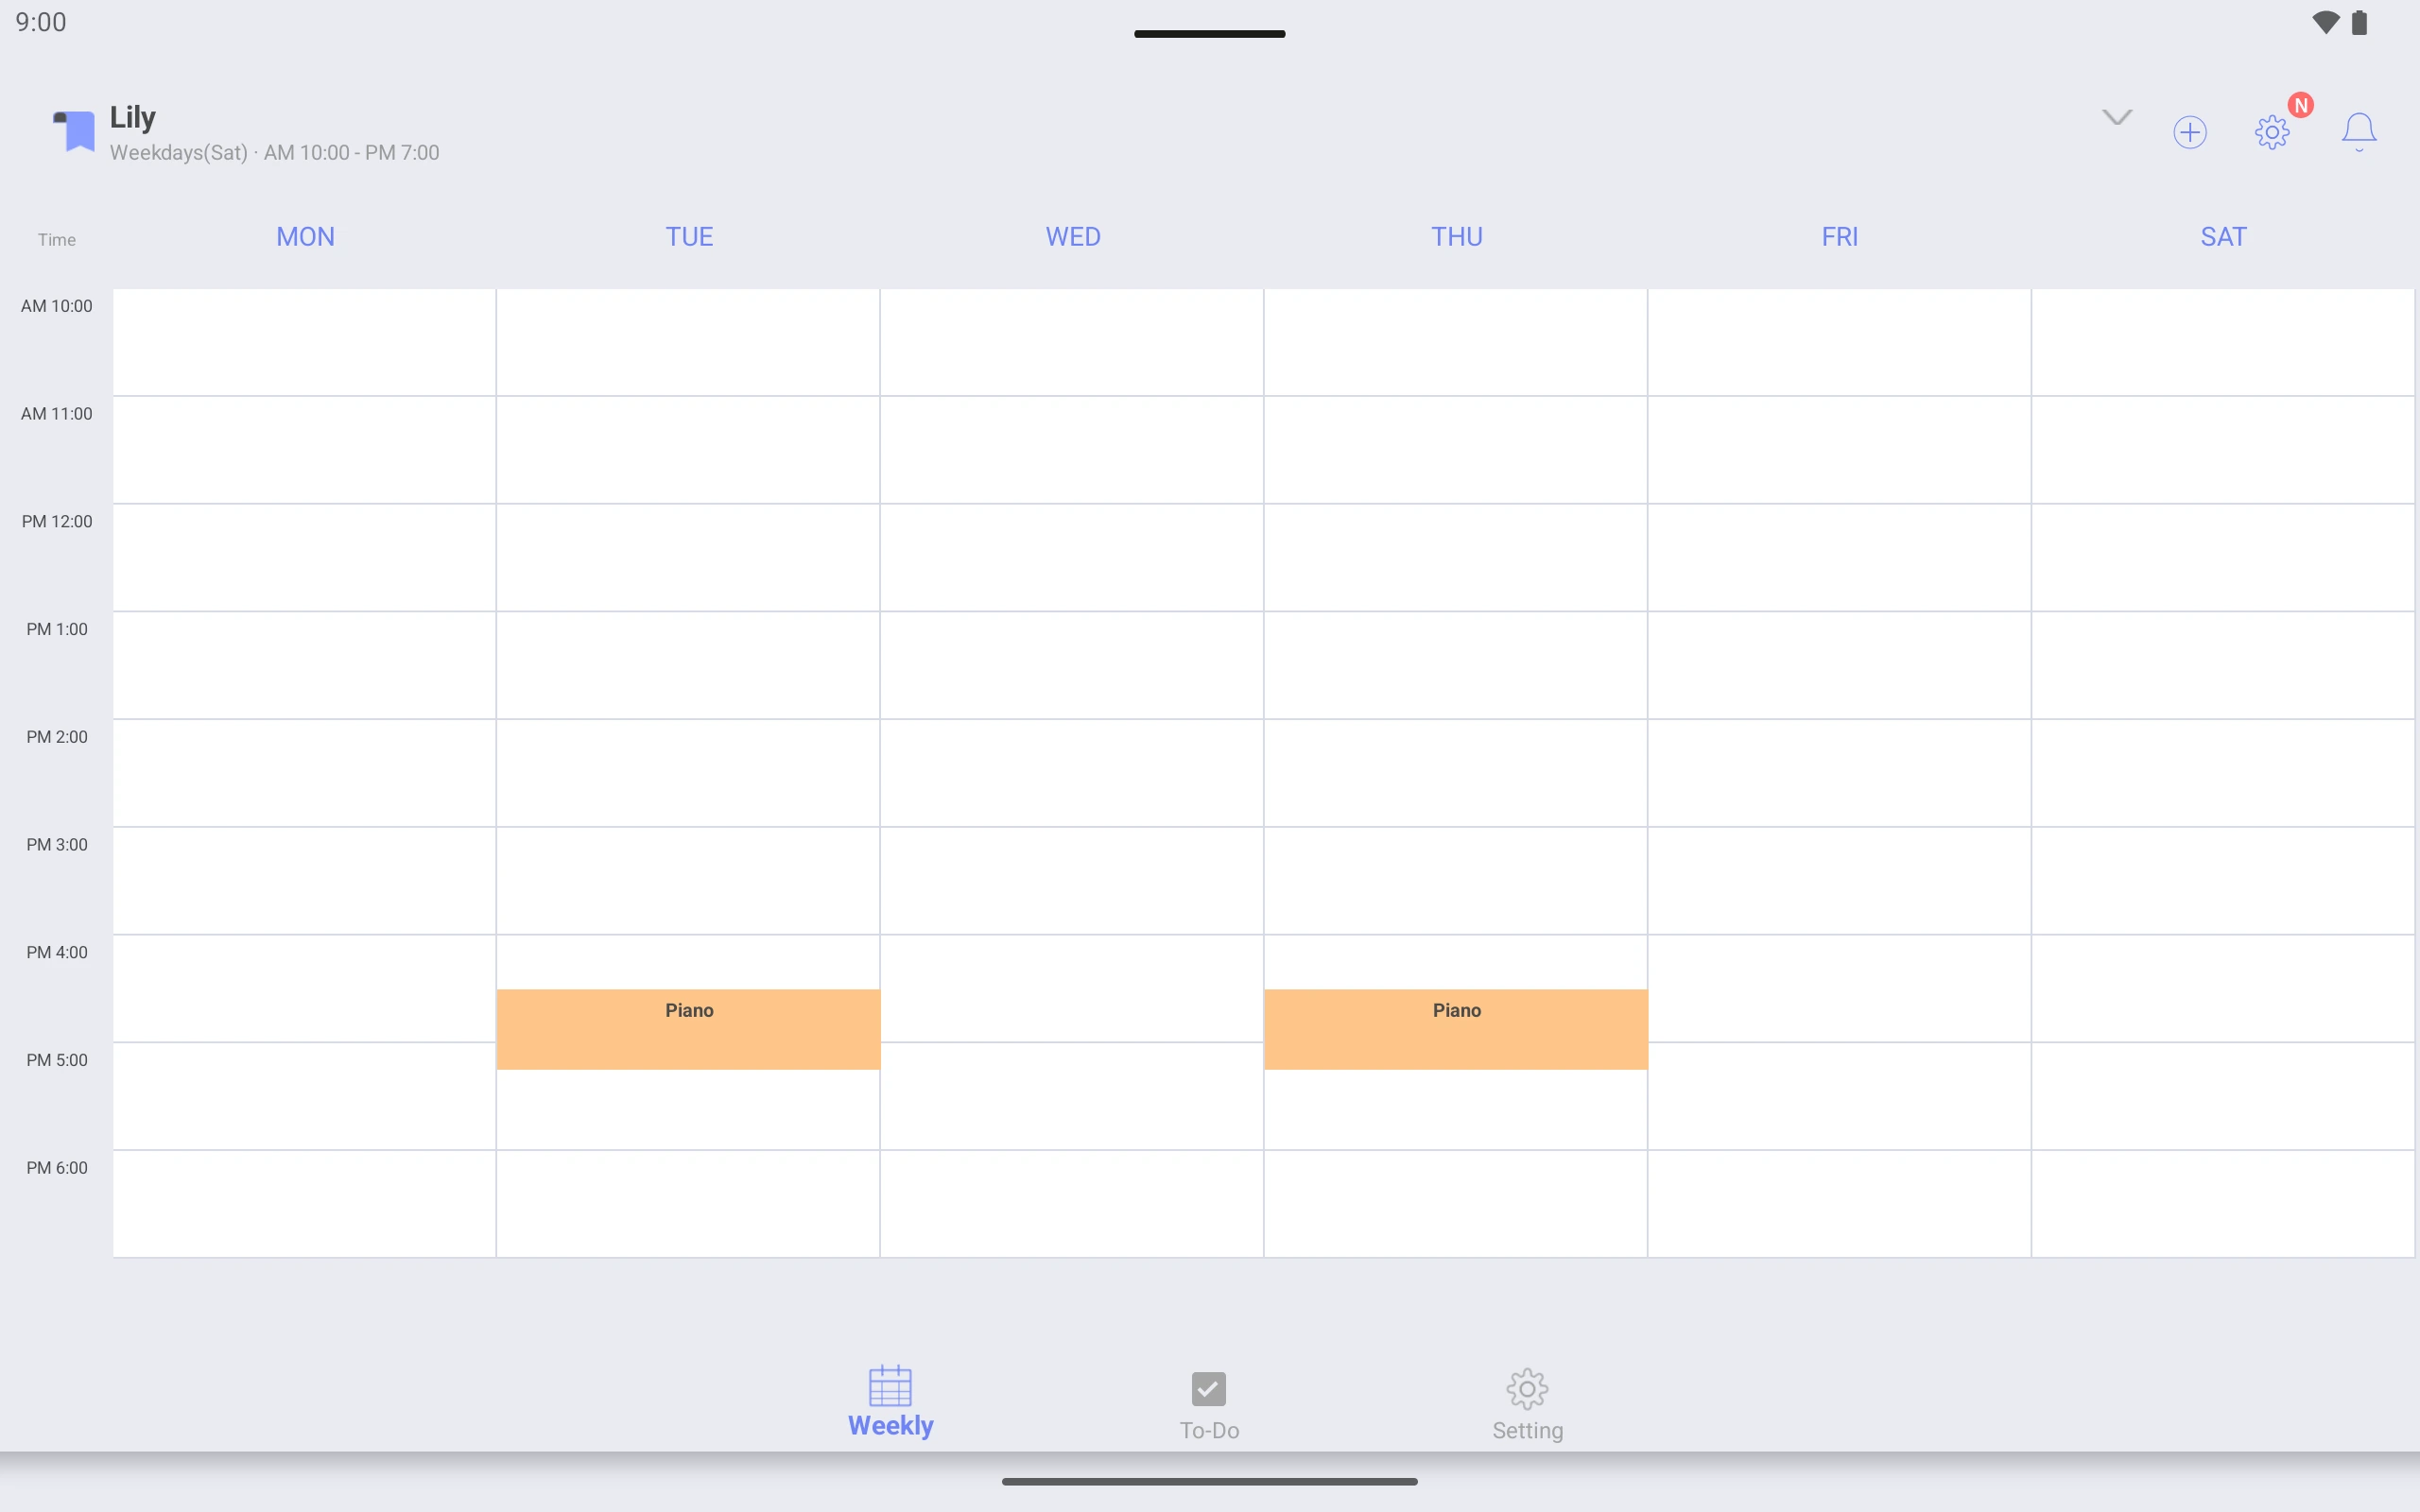 9:00
N
Lily
Weekdays(Sat) · AM 10:00 - PM 7:00
Time MON TUE WED THU FRI SAT
AM 10:00
AM 11:00
PM 12:00
PM 1:00
PM 2:00
PM 3:00
PM 4:00
Piano Piano
PM 5:00
PM 6:00
Weekly To-Do Setting